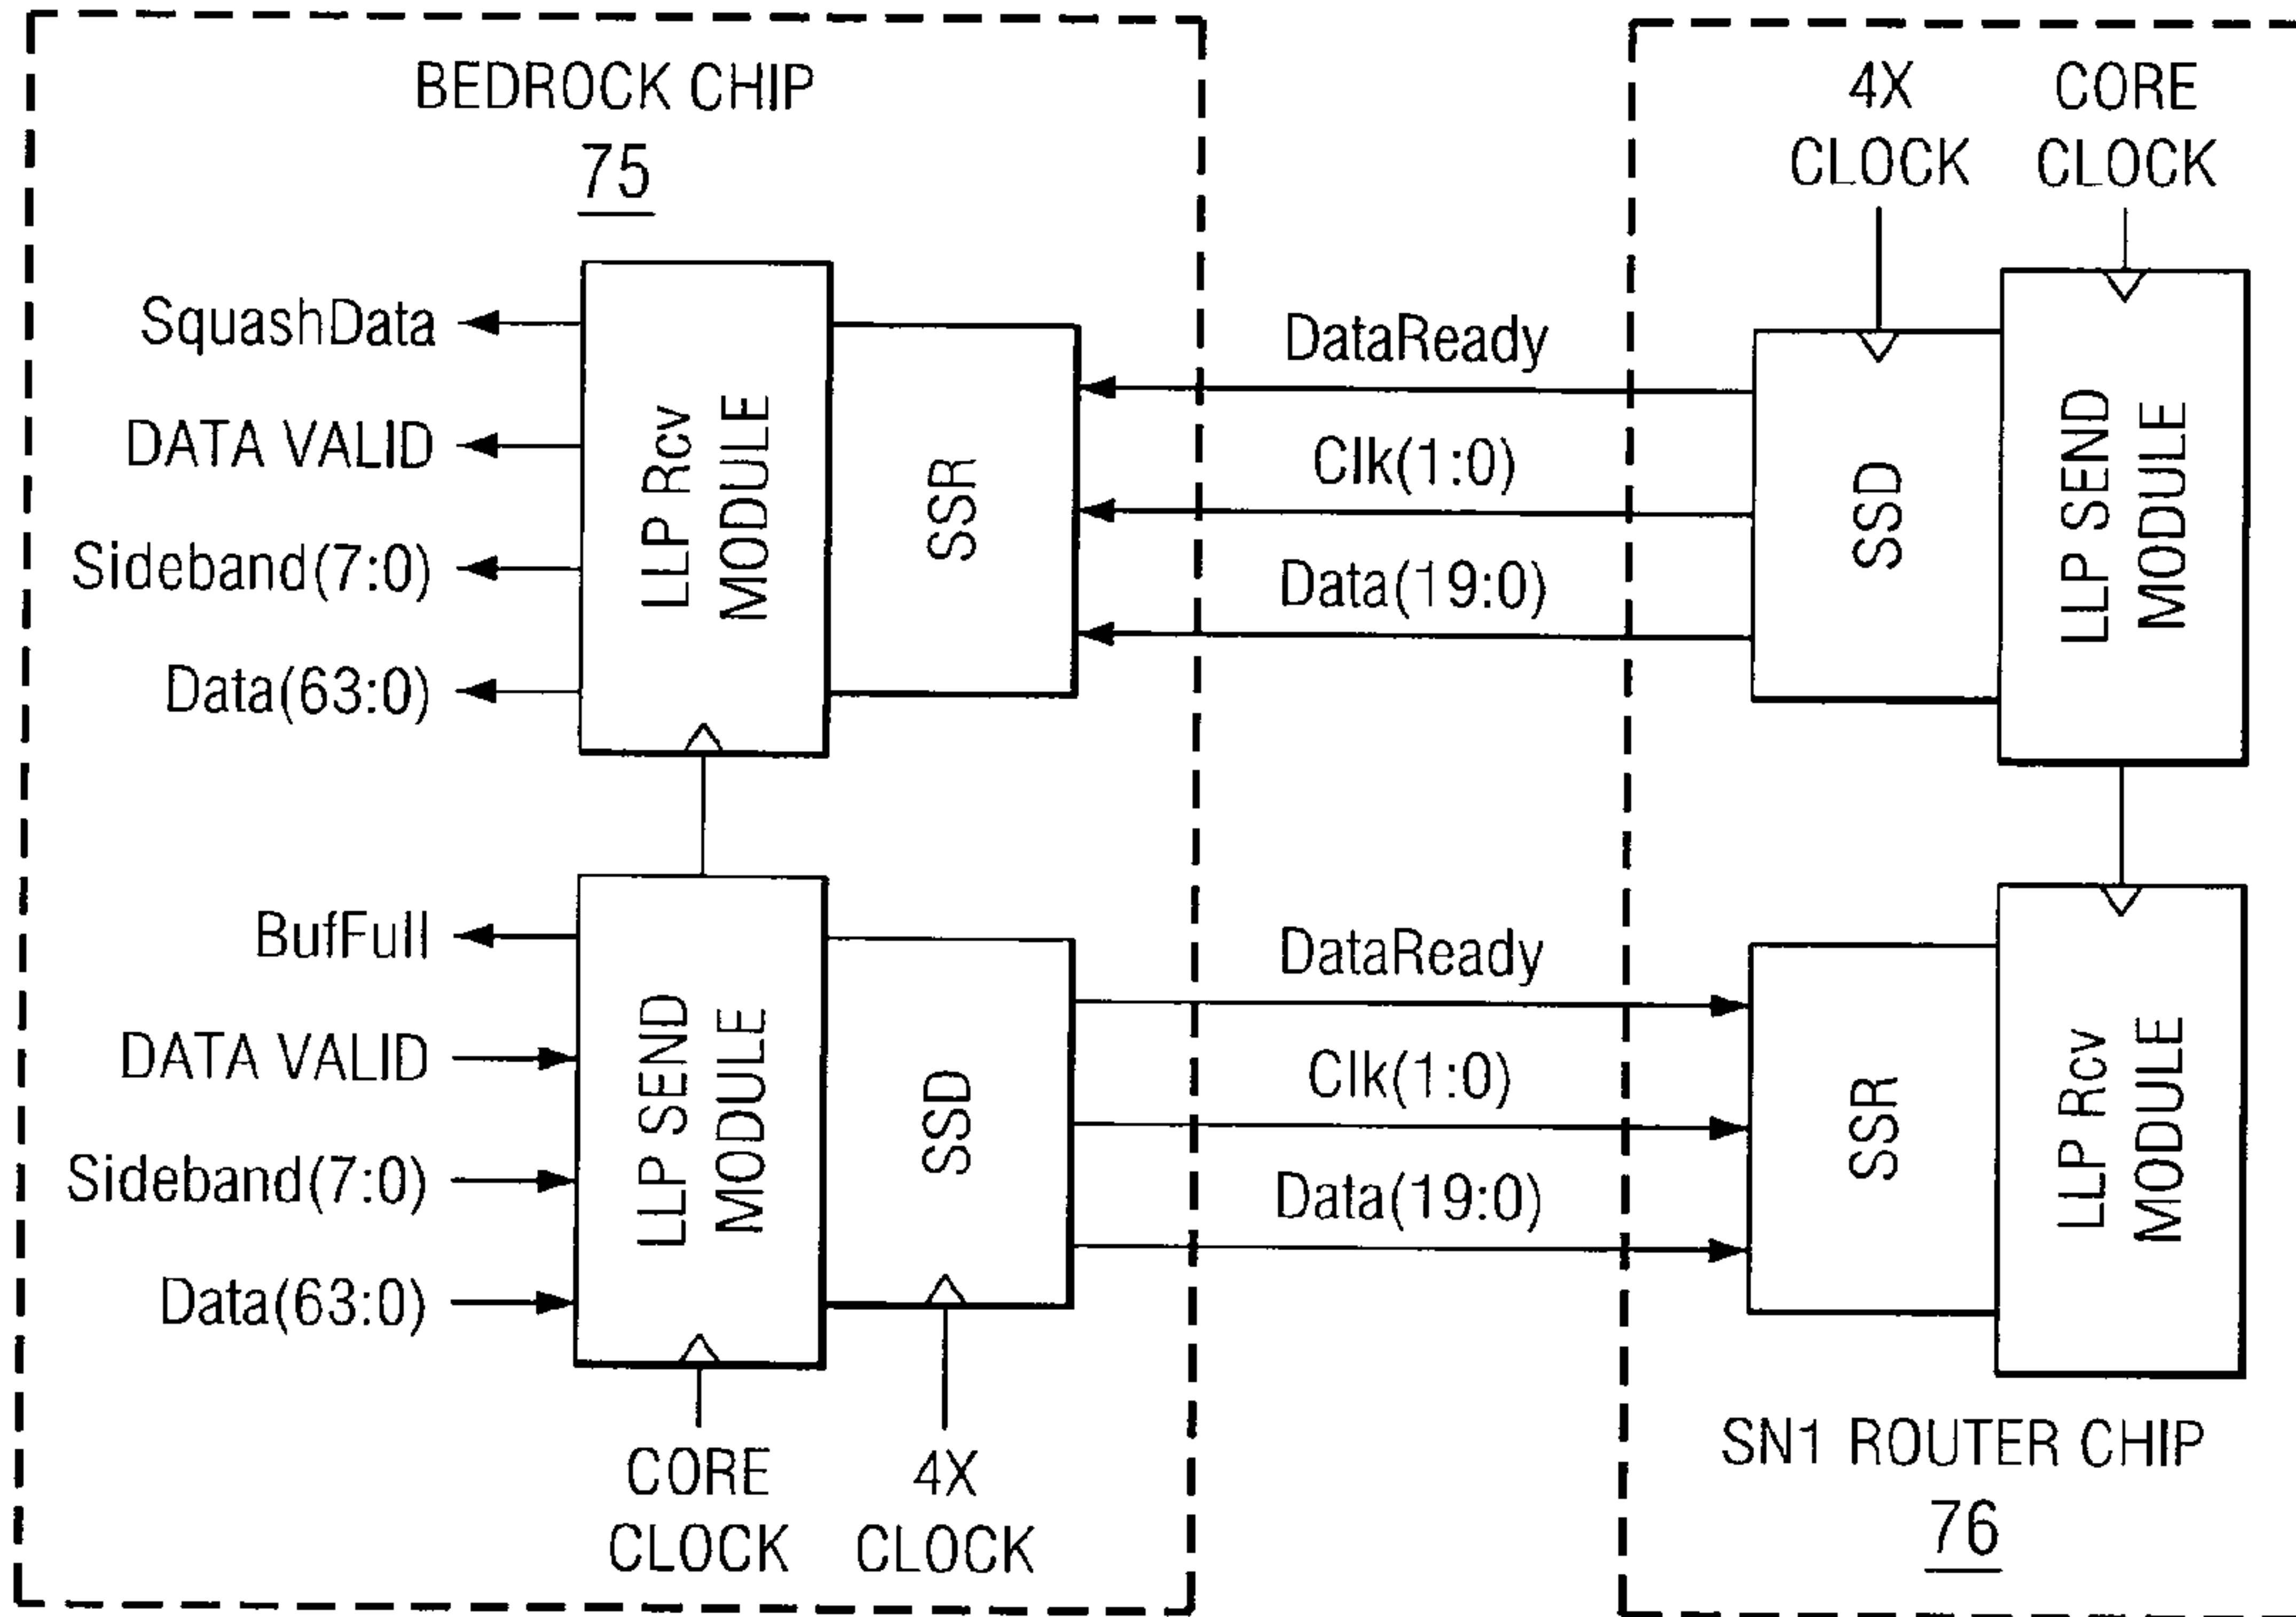 BEDROCK CHIP
75
SquashData
DATA VALID
Sideband(7:0)
Data(63:0)
LLP Rcv
MODULE
SSR
BufFull
DATA VALID
Sideband(7:0)
Data(63:0)
LLP SEND
MODULE
SSD
CORE
CLOCK
4X
CLOCK
DataReady
Clk(1:0)
Data(19:0)
DataReady
Clk(1:0)
Data(19:0)
4X
CLOCK
CORE
CLOCK
SSD
LLP SEND
MODULE
SSR
LLP Rcv
MODULE
SN1 ROUTER CHIP
76